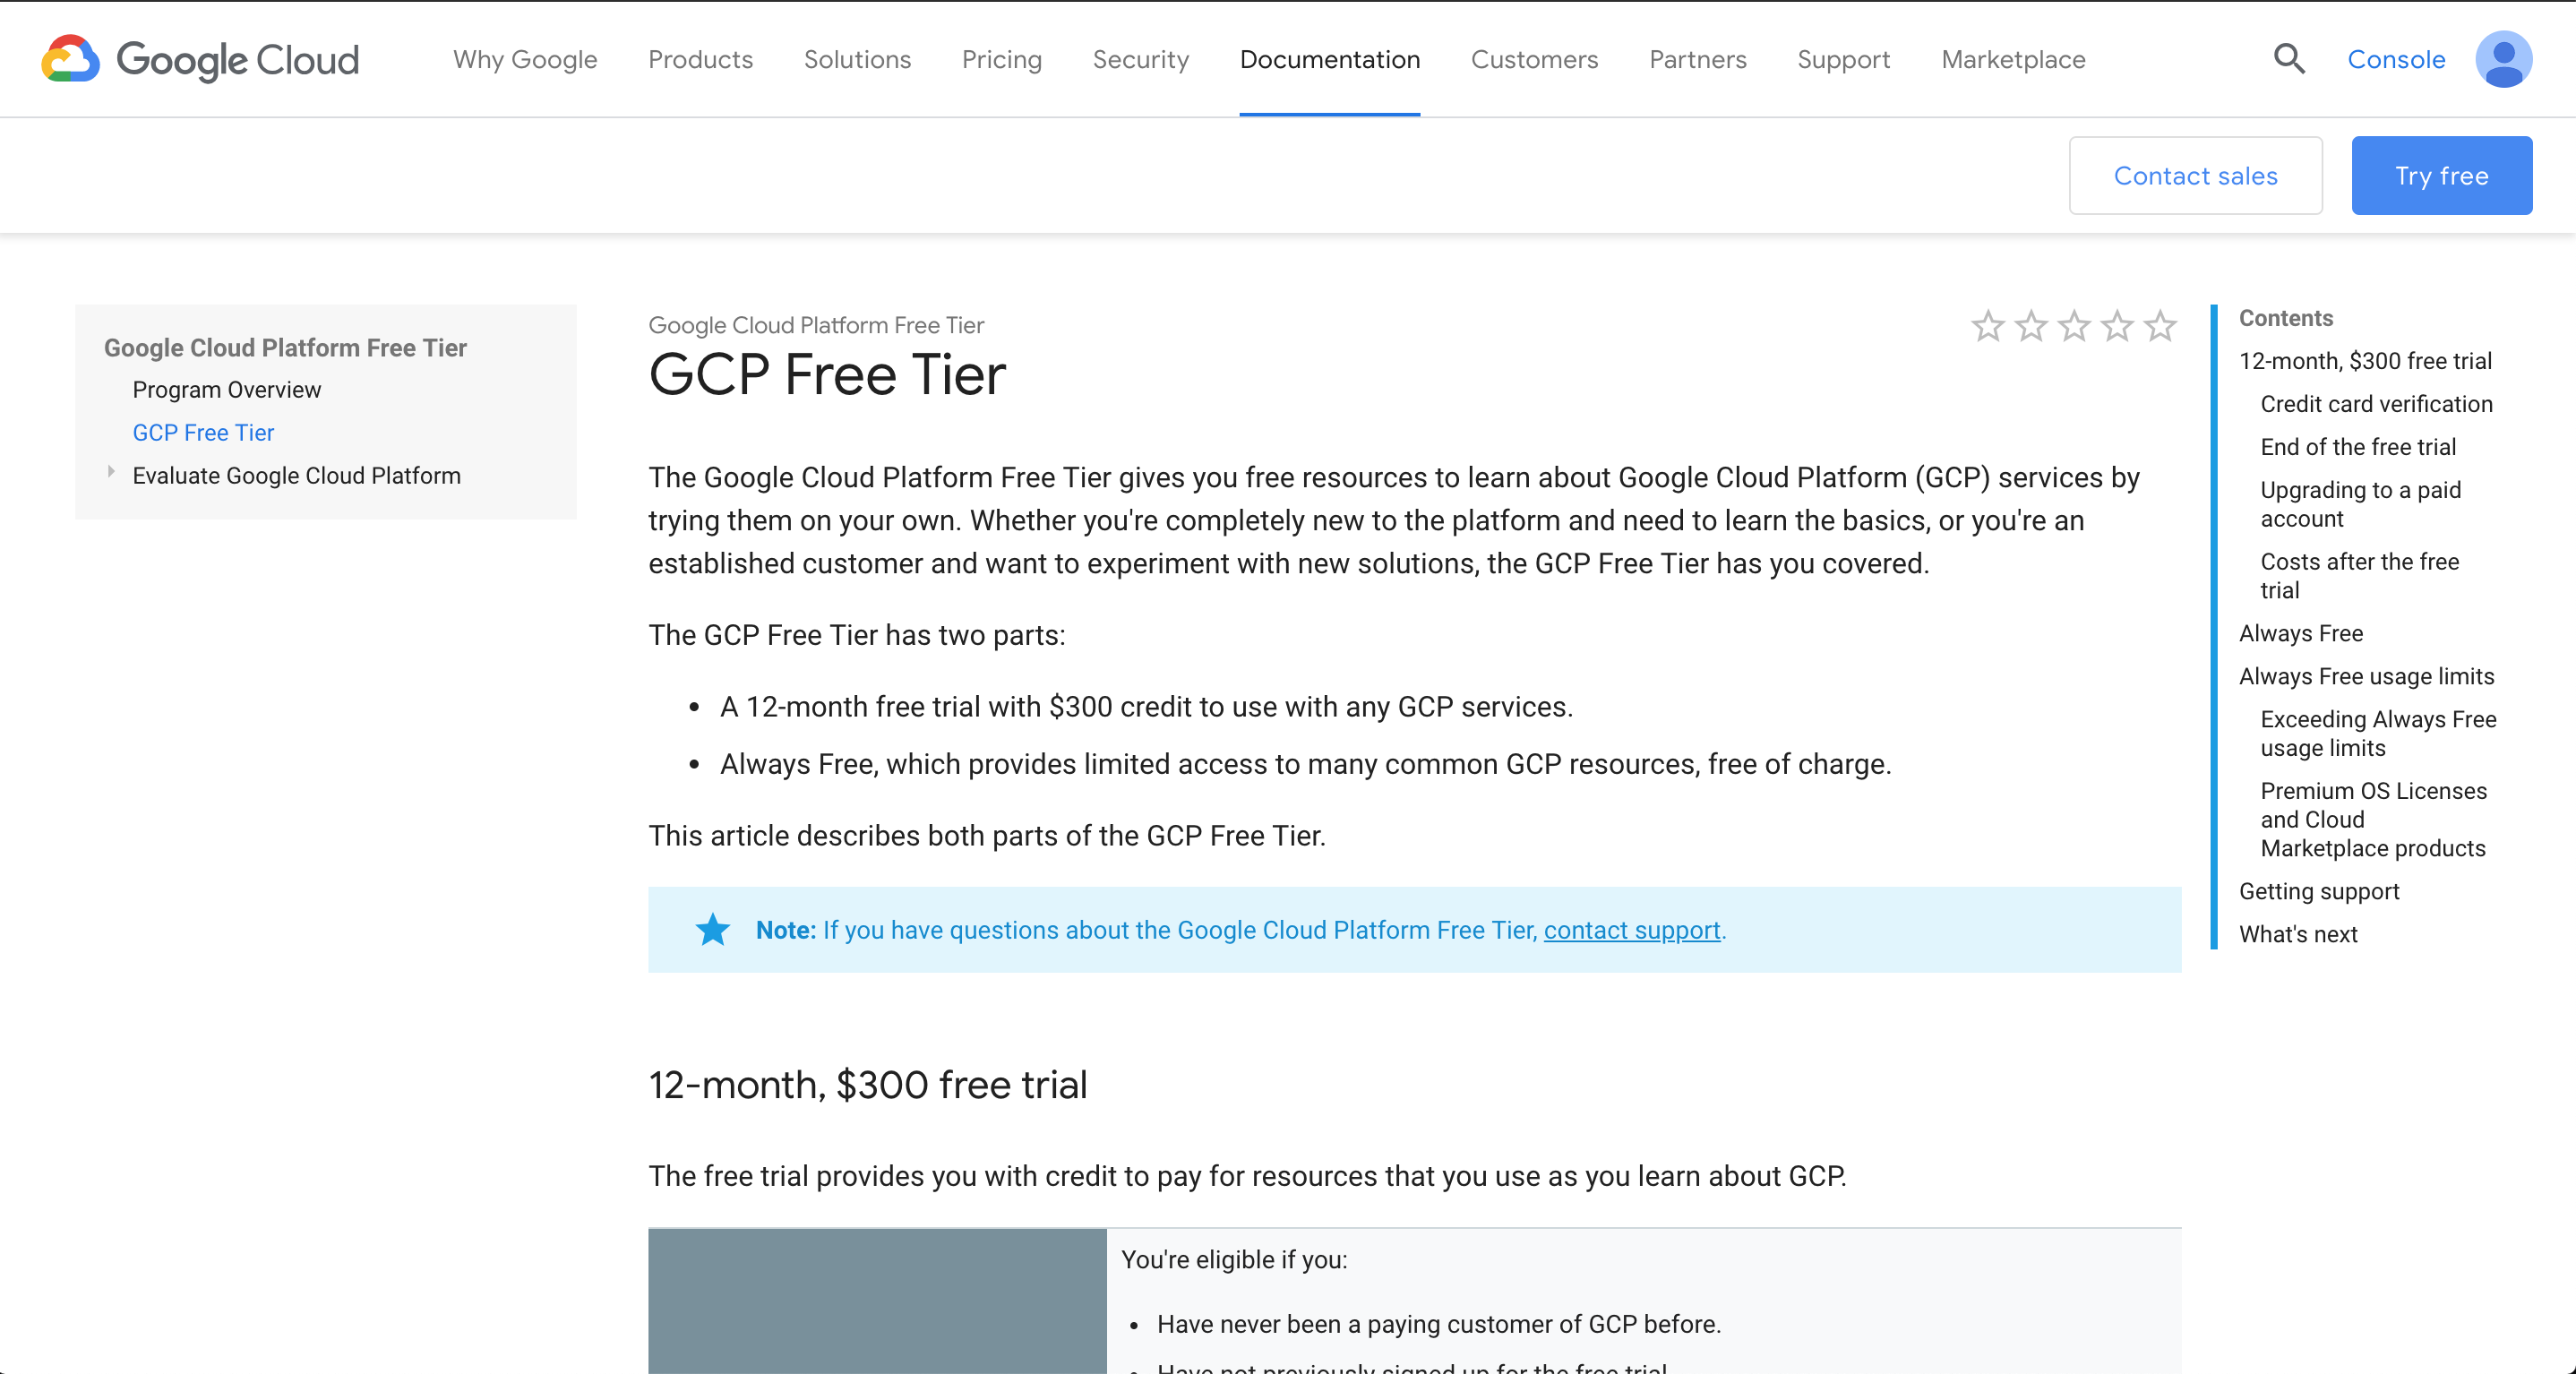 Google Cloud
Why Google
Products
Solutions
Pricing
Security
Documentation
Customers
Partners
Support
Marketplace
Console
Contact sales
Try free
Google Cloud Platform Free Tier
Program Overview
GCP Free Tier
Evaluate Google Cloud Platform
Google Cloud Platform Free Tier
GCP Free Tier
The Google Cloud Platform Free Tier gives you free resources to learn about Google Cloud Platform (GCP) services by
trying them on your own. Whether you're completely new to the platform and need to learn the basics, or you're an
established customer and want to experiment with new solutions, the GCP Free Tier has you covered.
The GCP Free Tier has two parts:
• A 12-month free trial with $300 credit to use with any GCP services.
• Always Free, which provides limited access to many common GCP resources, free of charge.
This article describes both parts of the GCP Free Tier.
Note: If you have questions about the Google Cloud Platform Free Tier, contact support.
12-month, $300 free trial
The free trial provides you with credit to pay for resources that you use as you learn about GCP.
You're eligible if you:
• Have never been a paying customer of GCP before.
• Have not previously signed up for the free trial
Contents
12-month, $300 free trial
Credit card verification
End of the free trial
Upgrading to a paid
account
Costs after the free
trial
Always Free
Always Free usage limits
Exceeding Always Free
usage limits
Premium OS Licenses
and Cloud
Marketplace products
Getting support
What's next